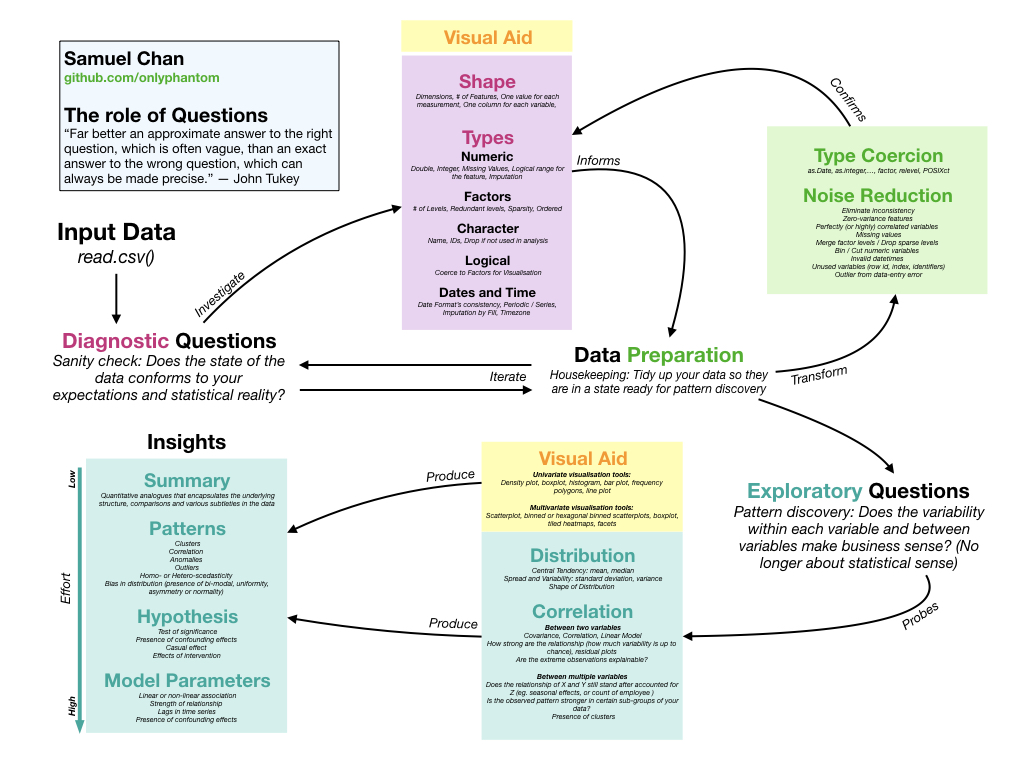 Samuel Chan
github.com/onlyphantom
The role of Questions
“Far better an approximate answer to the right
question, which is often vague, than an exact
answer to the wrong question, which can
always be made precise.” — John Tukey
Input Data
read.csv()
Investigate
Diagnostic Questions
Sanity check: Does the state of the
data conforms to your
expectations and statistical reality?
Visual Aid
Shape
Dimensions, # of Features, One value for each
measurement, One column for each variable,
Types
Numeric
Double, Integer, Missing Values, Logical range for
the feature, Imputation
Factors
# of Levels, Redundant levels, Sparsity, Ordered
Character
Name, IDs, Drop if not used in analysis
Logical
Coerce to Factors for Visualisation
Dates and Time
Date Format's consistency, Periodic / Series,
Imputation by Fill, Timezone
Informs
Confirms
Type Coercion
as.Date, as.integer,..., factor, relevel, POSIXct
Noise Reduction
Eliminate inconsistency
Zero-variance features
Perfectly (or highly) correlated variables
Missing values
Merge factor levels / Drop sparse levels
Bin / Cut numeric variables
Invalid datetimes
Unused variables (row id, index, identifiers)
Outlier from data-entry error
Iterate
Data Preparation
Housekeeping: Tidy up your data so they
are in a state ready for pattern discovery
Transform
Exploratory Questions
Pattern discovery: Does the variability
within each variable and between
variables make business sense? (No
longer about statistical sense)
Probes
Visual Aid
Univariate visualisation tools:
Density plot, boxplot, histogram, bar plot, frequency
polygons, line plot
Multivariate visualisation tools:
Scatterplot, binned or hexagonal binned scatterplots, boxplot,
tiled heatmaps, facets
Distribution
Central Tendency: mean, median
Spread and Variability: standard deviation, variance
Shape of Distribution
Correlation
Between two variables
Covariance, Correlation, Linear Model
How strong are the relationship (how much variability is up to
chance), residual plots
Are the extreme observations explainable?
Between multiple variables
Does the relationship of X and Y still stand after accounted for
Z (eg. seasonal effects, or count of employee )
Is the observed pattern stronger in certain sub-groups of your
data?
Presence of clusters
Produce
Produce
Insights
Low
Effort
High
Summary
Quantitative analogues that encapsulates the underlying
structure, comparisons and various subtleties in the data
Patterns
Clusters
Correlation
Anomalies
Outliers
Homo- or Hetero-scedasticity
Bias in distribution (presence of bi-modal, uniformity,
asymmetry or normality)
Hypothesis
Test of significance
Presence of confounding effects
Casual effect
Effects of intervention
Model Parameters
Linear or non-linear association
Strength of relationship
Lags in time series
Presence of confounding effects